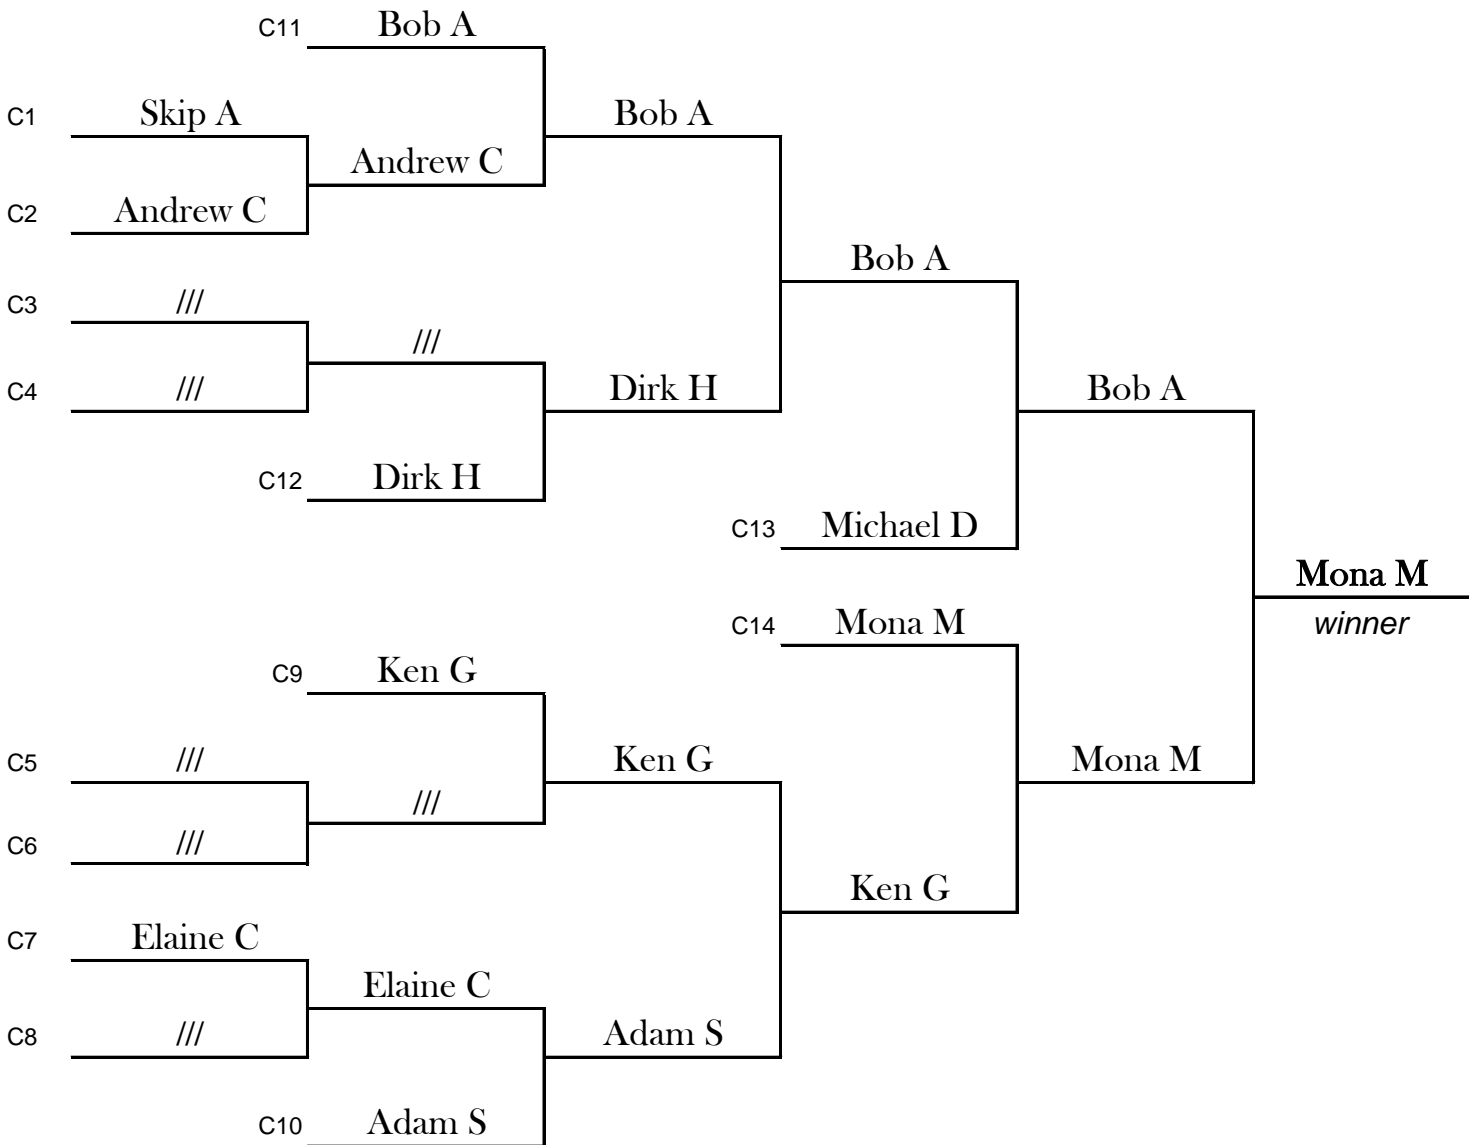 C11 Bob A
C1 Skip A Bob A
Andrew C
C2 Andrew C
Bob A
C3 ///
///
C4 /// Dirk H Bob A
C12 Dirk H
C13 Michael D
Mona M
C14 Mona M winner
C9 Ken G
C5 /// Ken G Mona M
///
C6 ///
Ken G
C7 Elaine C
Elaine C
C8 /// Adam S
C10 Adam S